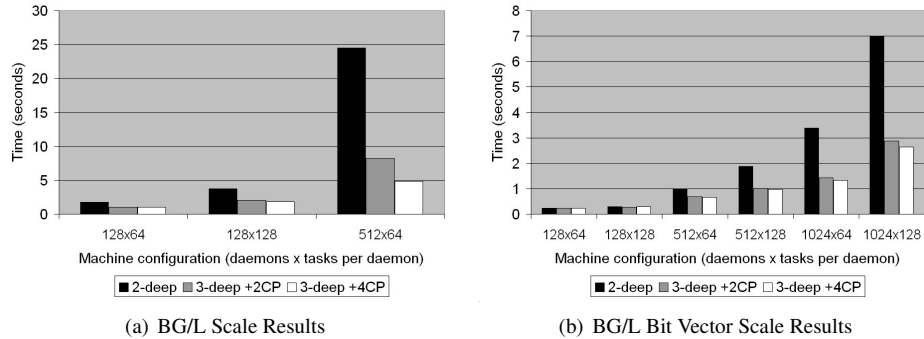 30
25
20
15
10
5
0
Time (seconds)
128x64 128x128 512x64
Machine configuration (daemons x tasks per daemon)
2-deep 3-deep +2CP 3-deep +4CP
(a) BG/L Scale Results
8
7
6
5
4
3
2
1
0
Time (seconds)
128x64 128x128 512x64 512x128 1024x64 1024x128
Machine configuration (daemons x tasks per daemon)
2-deep 3-deep +2CP 3-deep +4CP
(b) BG/L Bit Vector Scale Results